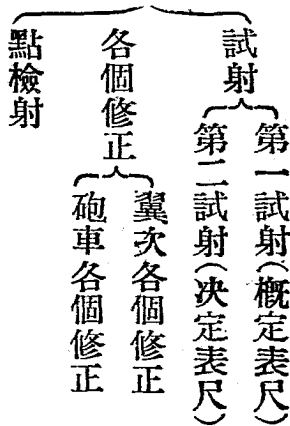 試射
第一試射(槪定表尺)
第二試射(決定表尺)
各個修正
翼次各個修正
砲車各個修正
點檢射